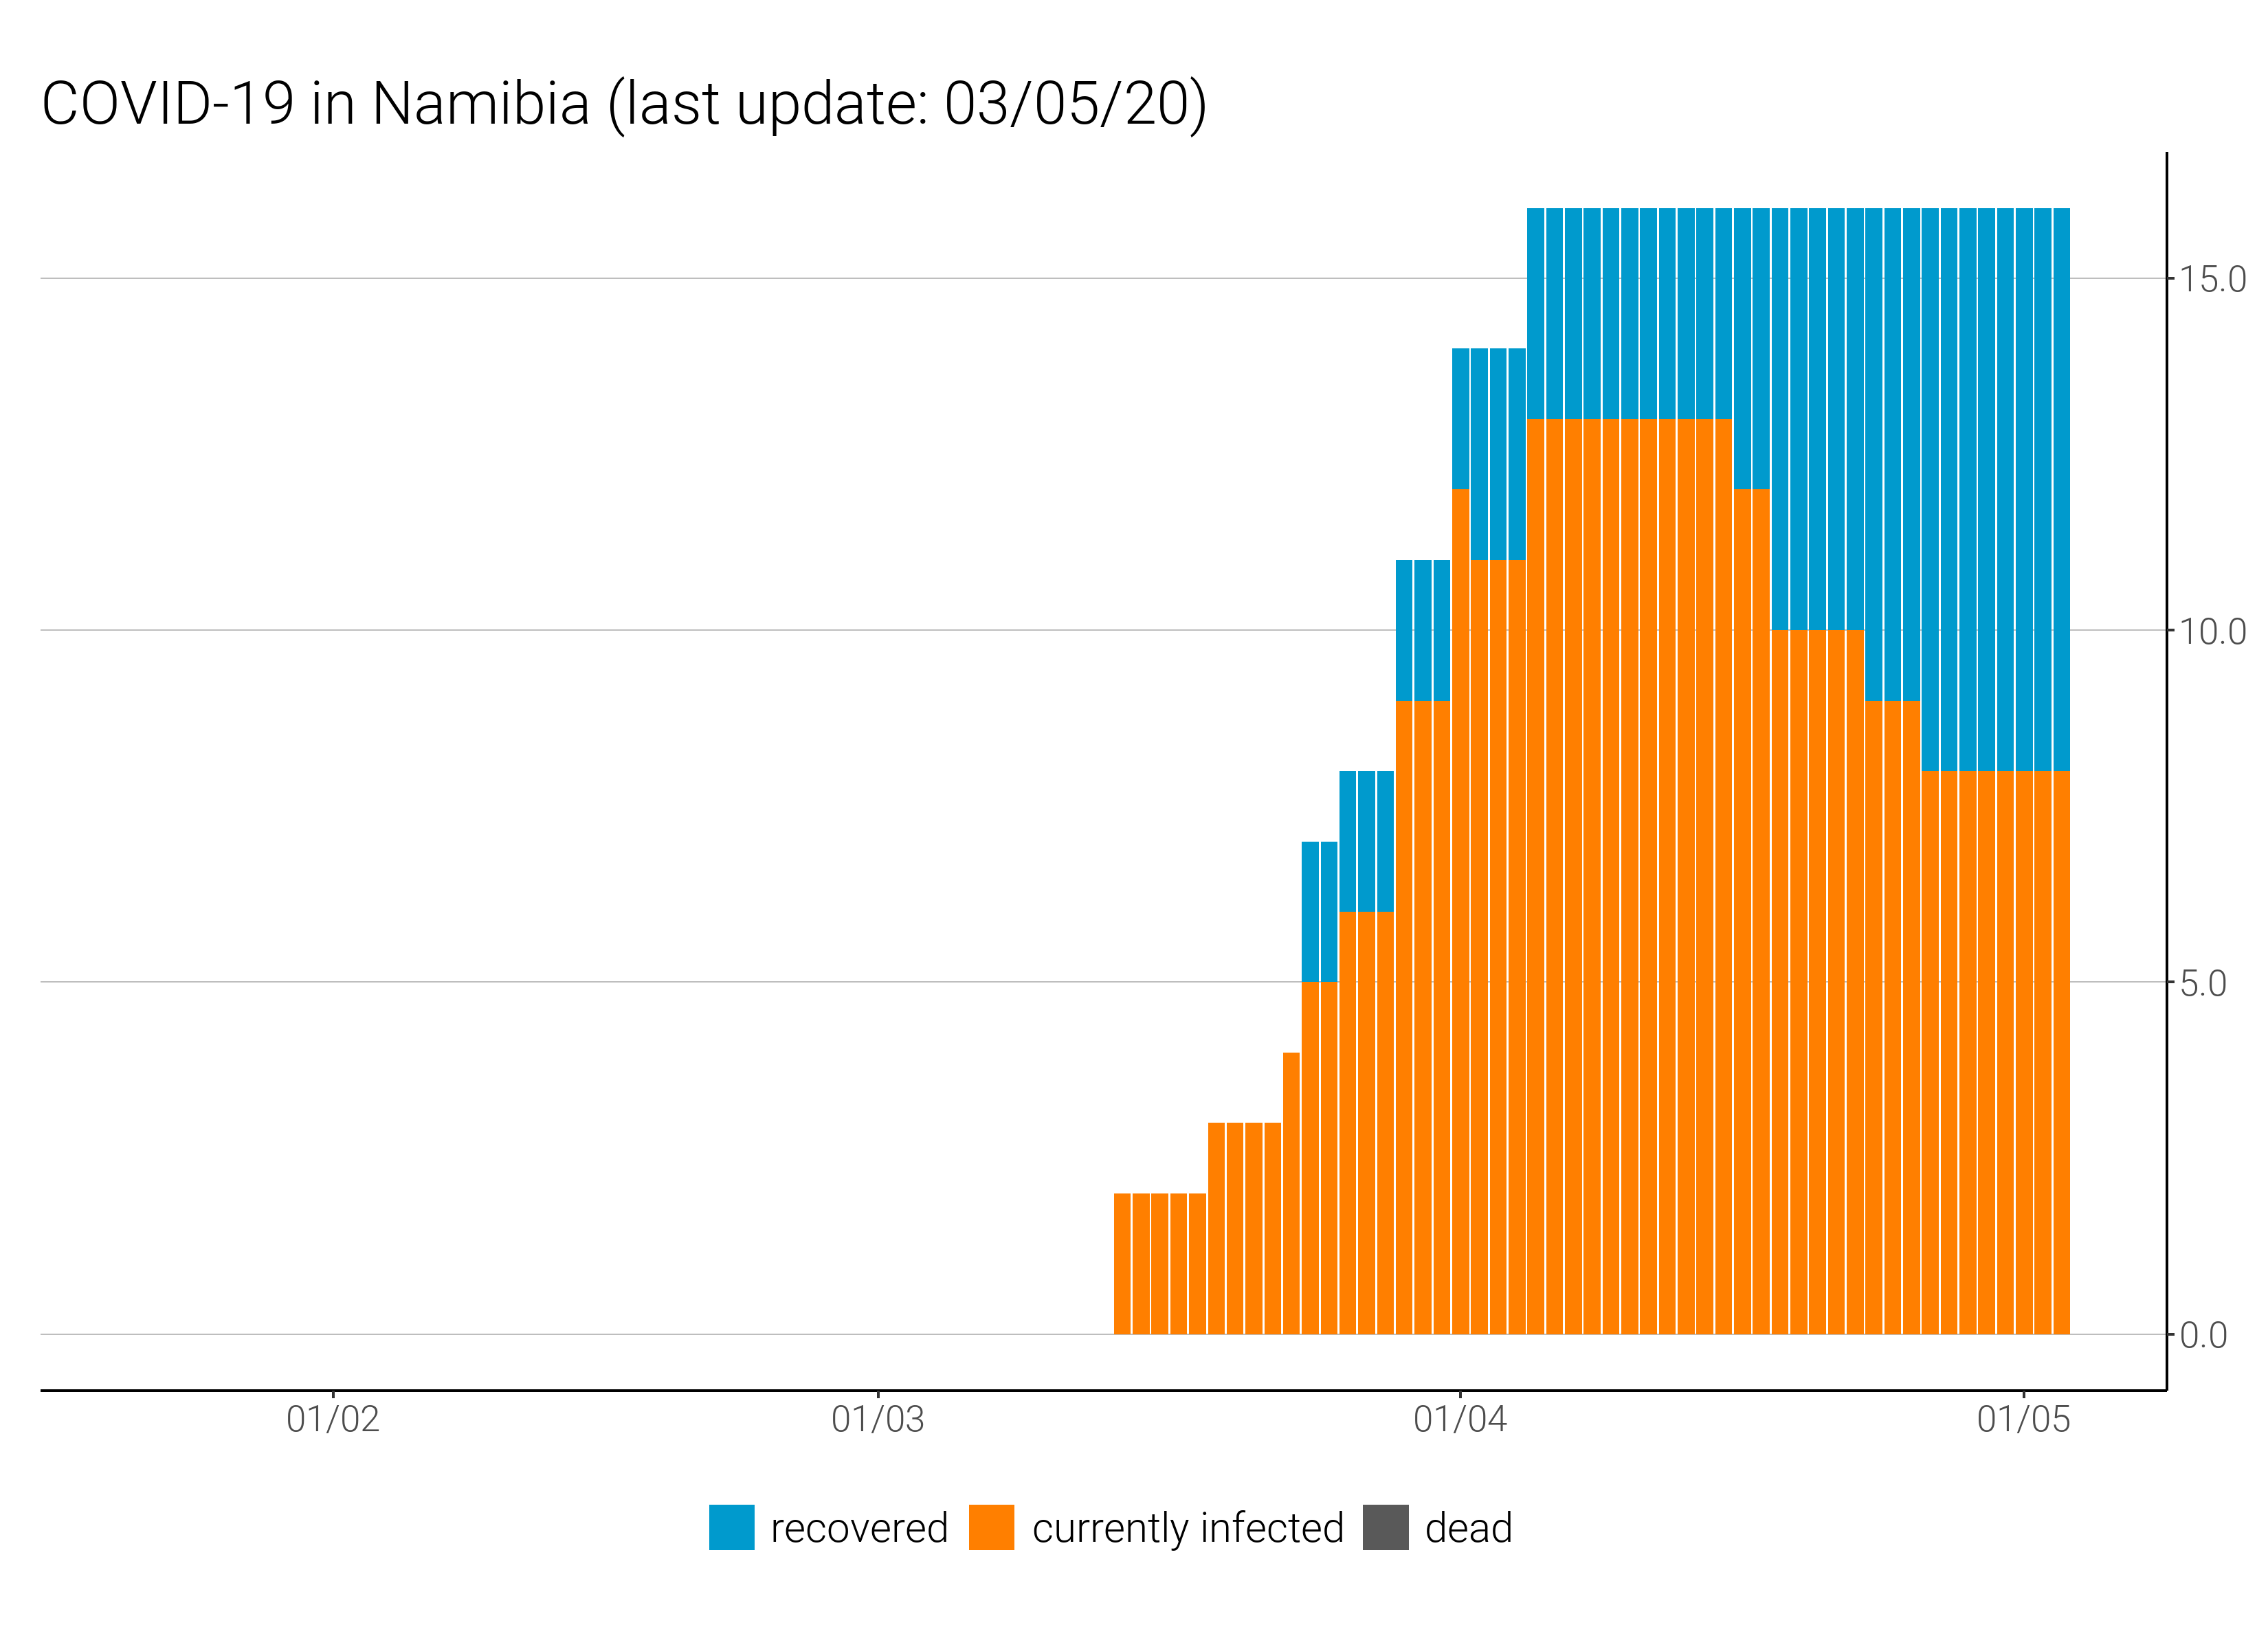 COVID-19 in Namibia (last update: 03/05/20)
15.0
10.0
5.0
0.0
01/02 01/03 01/04 01/05
recovered currently infected dead